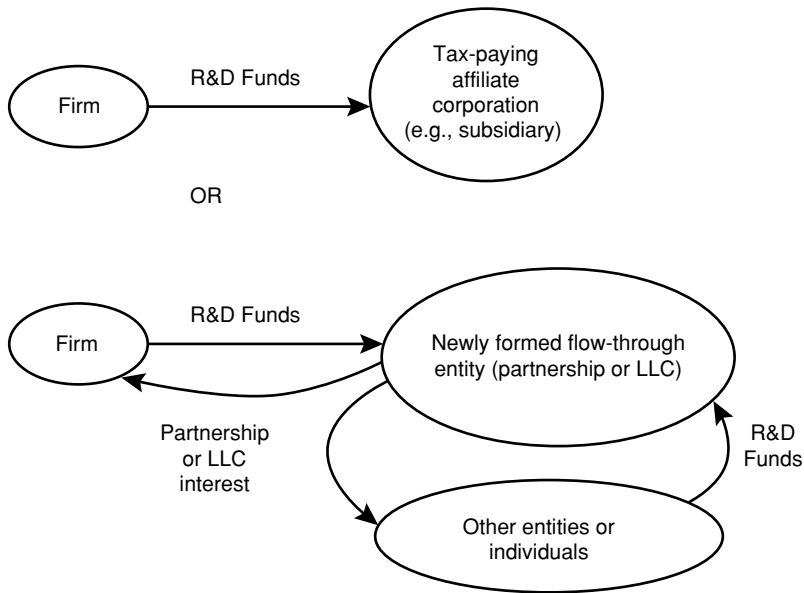 Tax-paying
affiliate
corporation
(e.g., subsidiary)
R&D Funds
Firm
OR
R&D Funds
Firm
Newly formed flow-through
entity (partnership or LLC)
Partnership
or LLC
interest
R&D
Funds
Other entities or
individuals